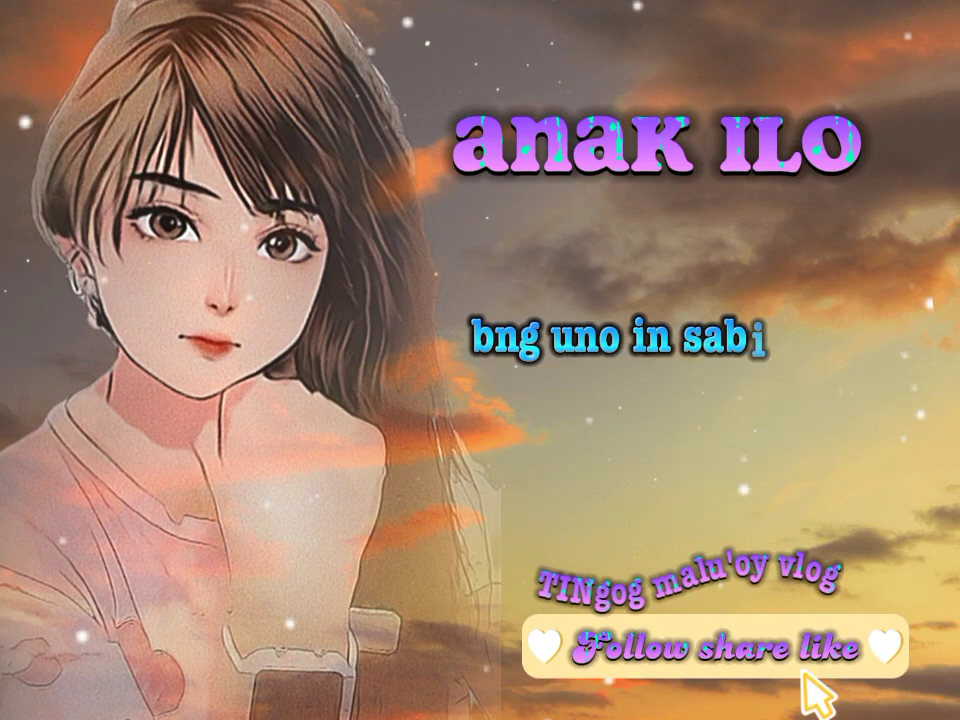 anak ILO
bng uno in sabi
TINgog malu'oy vlog
Follow share like